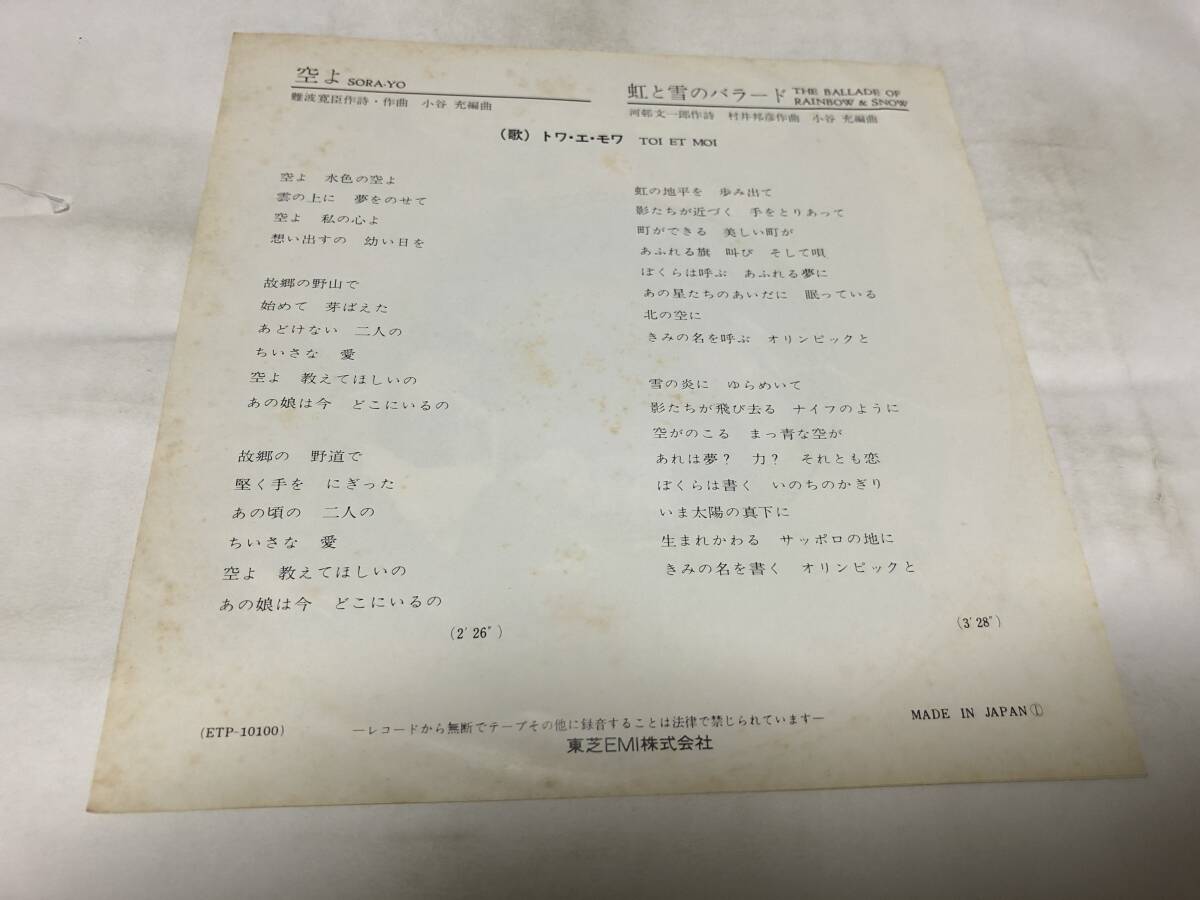 空よ SORA-YO
難波寛臣作詩・作曲 小谷 充編曲
虹と雪のバラード THE BALLADE OF RAINBOW & SNOW
河邨文一郎作詩 村井邦彦作曲 小谷 充編曲
(歌) トワ・エ・モワ TOI ET MOI
空よ 水色の空よ
雲の上に 夢をのせて
空よ 私の心よ
想い出すの 幼い日を
故郷の野山で
始めて 芽ばえた
あどけない 二人の
ちいさな 愛
空よ 教えてほしいの
あの娘は今 どこにいるの
故郷の 野道で
堅く手を にぎった
あの頃の 二人の
ちいさな 愛
空よ 教えてほしいの
あの娘は今 どこにいるの
(2′26″)
虹の地平を 歩み出て
影たちが近づく 手をとりあって
町ができる 美しい町が
あふれる旗 叫び そして唄
ぼくらは呼ぶ あふれる夢に
あの星たちのあいだに 眠っている
北の空に
きみの名を呼ぶ オリンピックと
雪の炎に ゆらめいて
影たちが飛び去る ナイフのように
空がのこる まっ青な空が
あれは夢? 力? それとも恋
ぼくらは書く いのちのかぎり
いま太陽の真下に
生まれかわる サッポロの地に
きみの名を書く オリンピックと
(3′28″)
(ETP-10100)
—レコードから無断でテープその他に録音することは法律で禁じられています—
東芝EMI株式会社
MADE IN JAPAN Ⓛ